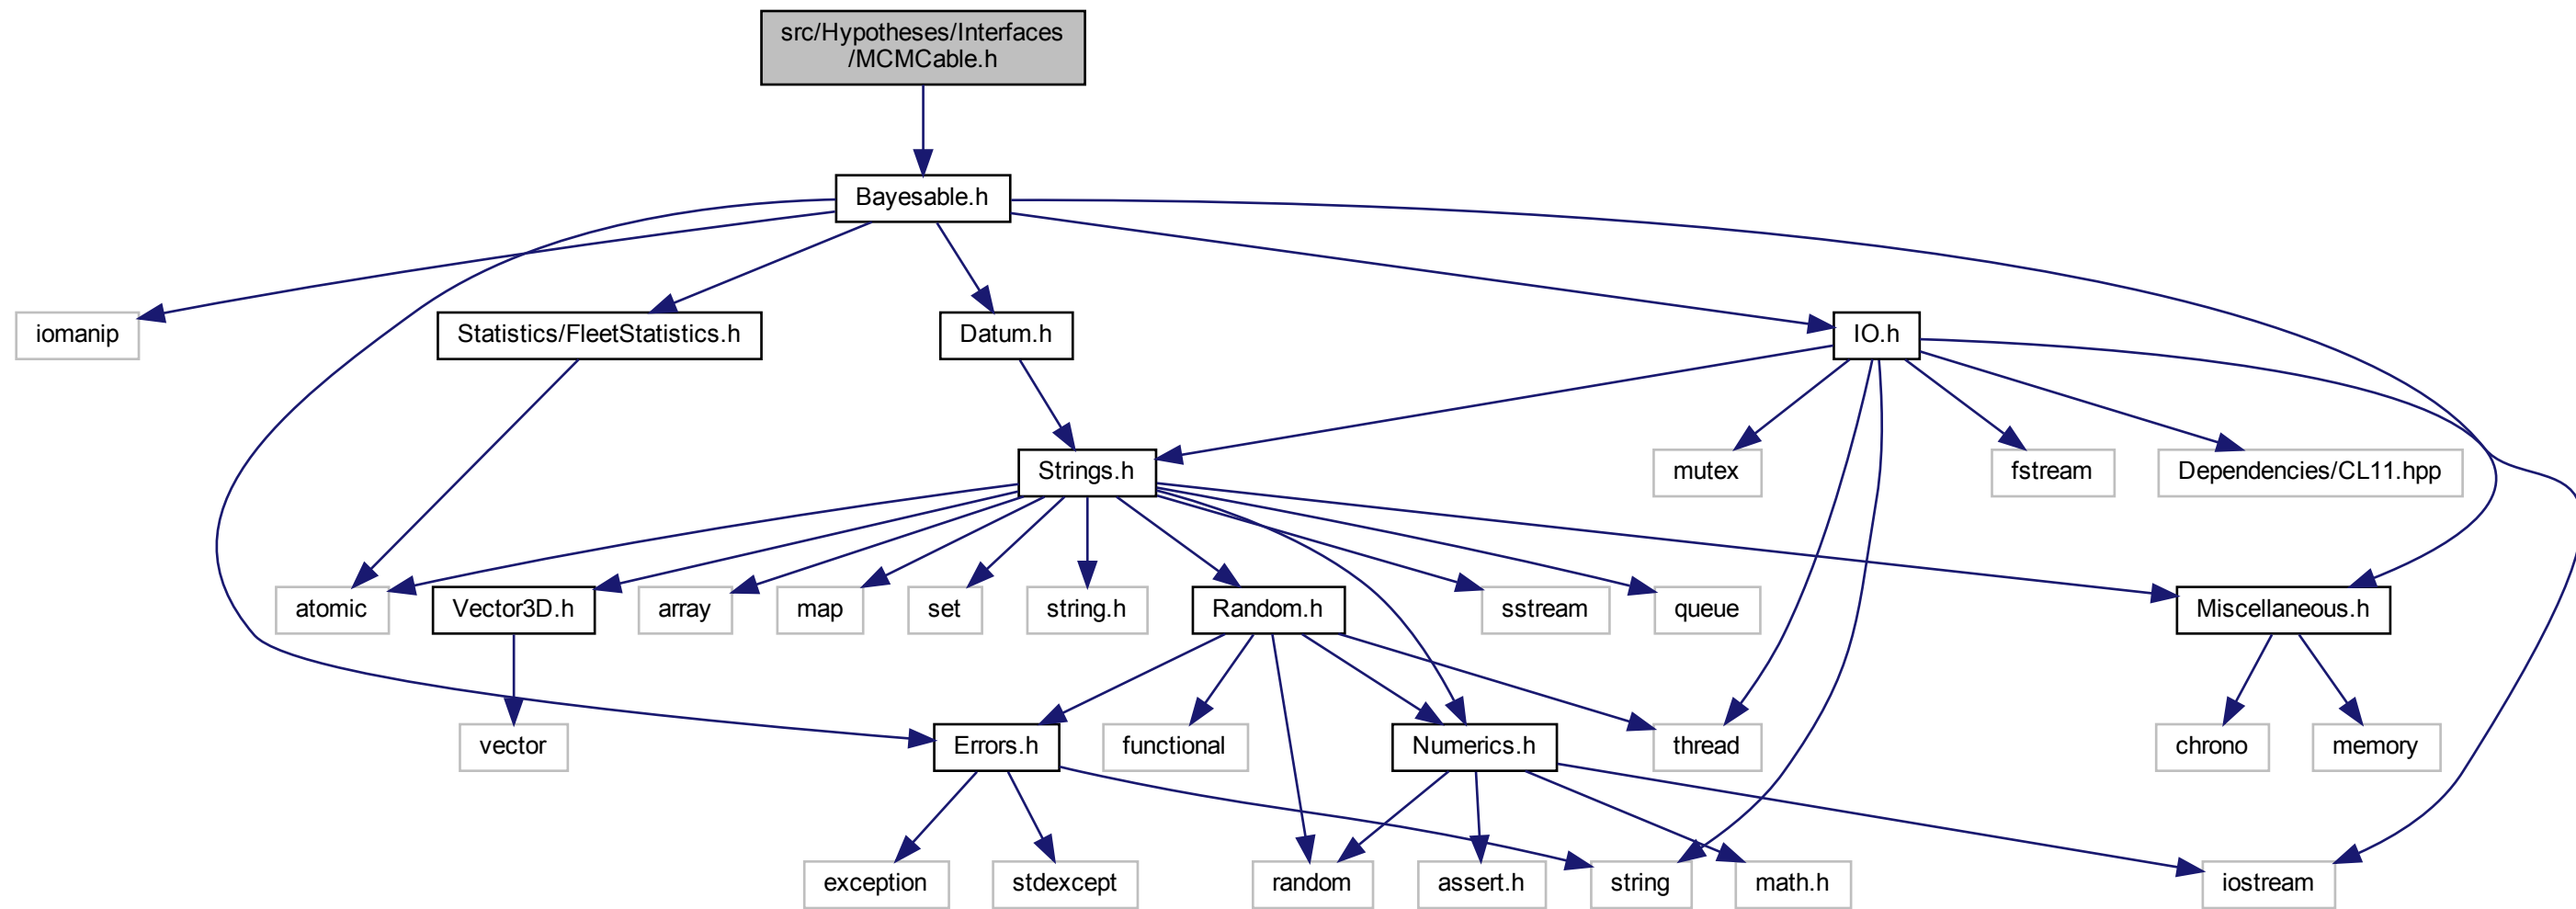 src/Hypotheses/Interfaces
/MCMCable.h
Bayesable.h
iomanip
Statistics/FleetStatistics.h
Datum.h
IO.h
Strings.h
mutex
fstream
Dependencies/CL11.hpp
atomic
Vector3D.h
array
map
set
string.h
Random.h
sstream
queue
Miscellaneous.h
vector
Errors.h
functional
Numerics.h
thread
chrono
memory
exception
stdexcept
random
assert.h
string
math.h
iostream